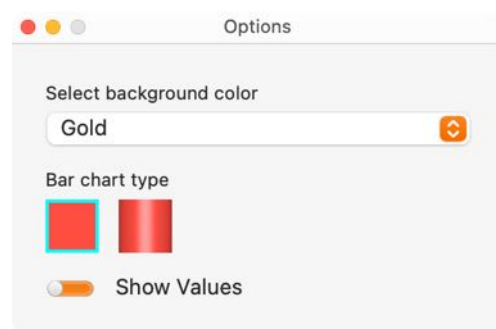 Options
Select background color
Gold
Bar chart type
Show Values